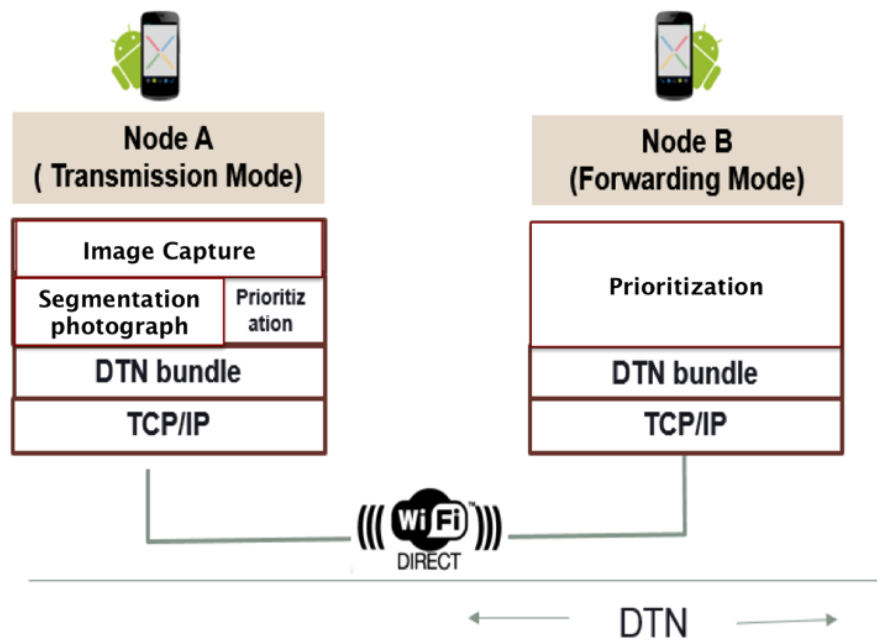 Node A
( Transmission Mode)
Node B
(Forwarding Mode)
Image Capture
Segmentation
photograph
Prioritiz
ation
DTN bundle
TCP/IP
Prioritization
DTN bundle
TCP/IP
Wi Fi™
DIRECT
DTN